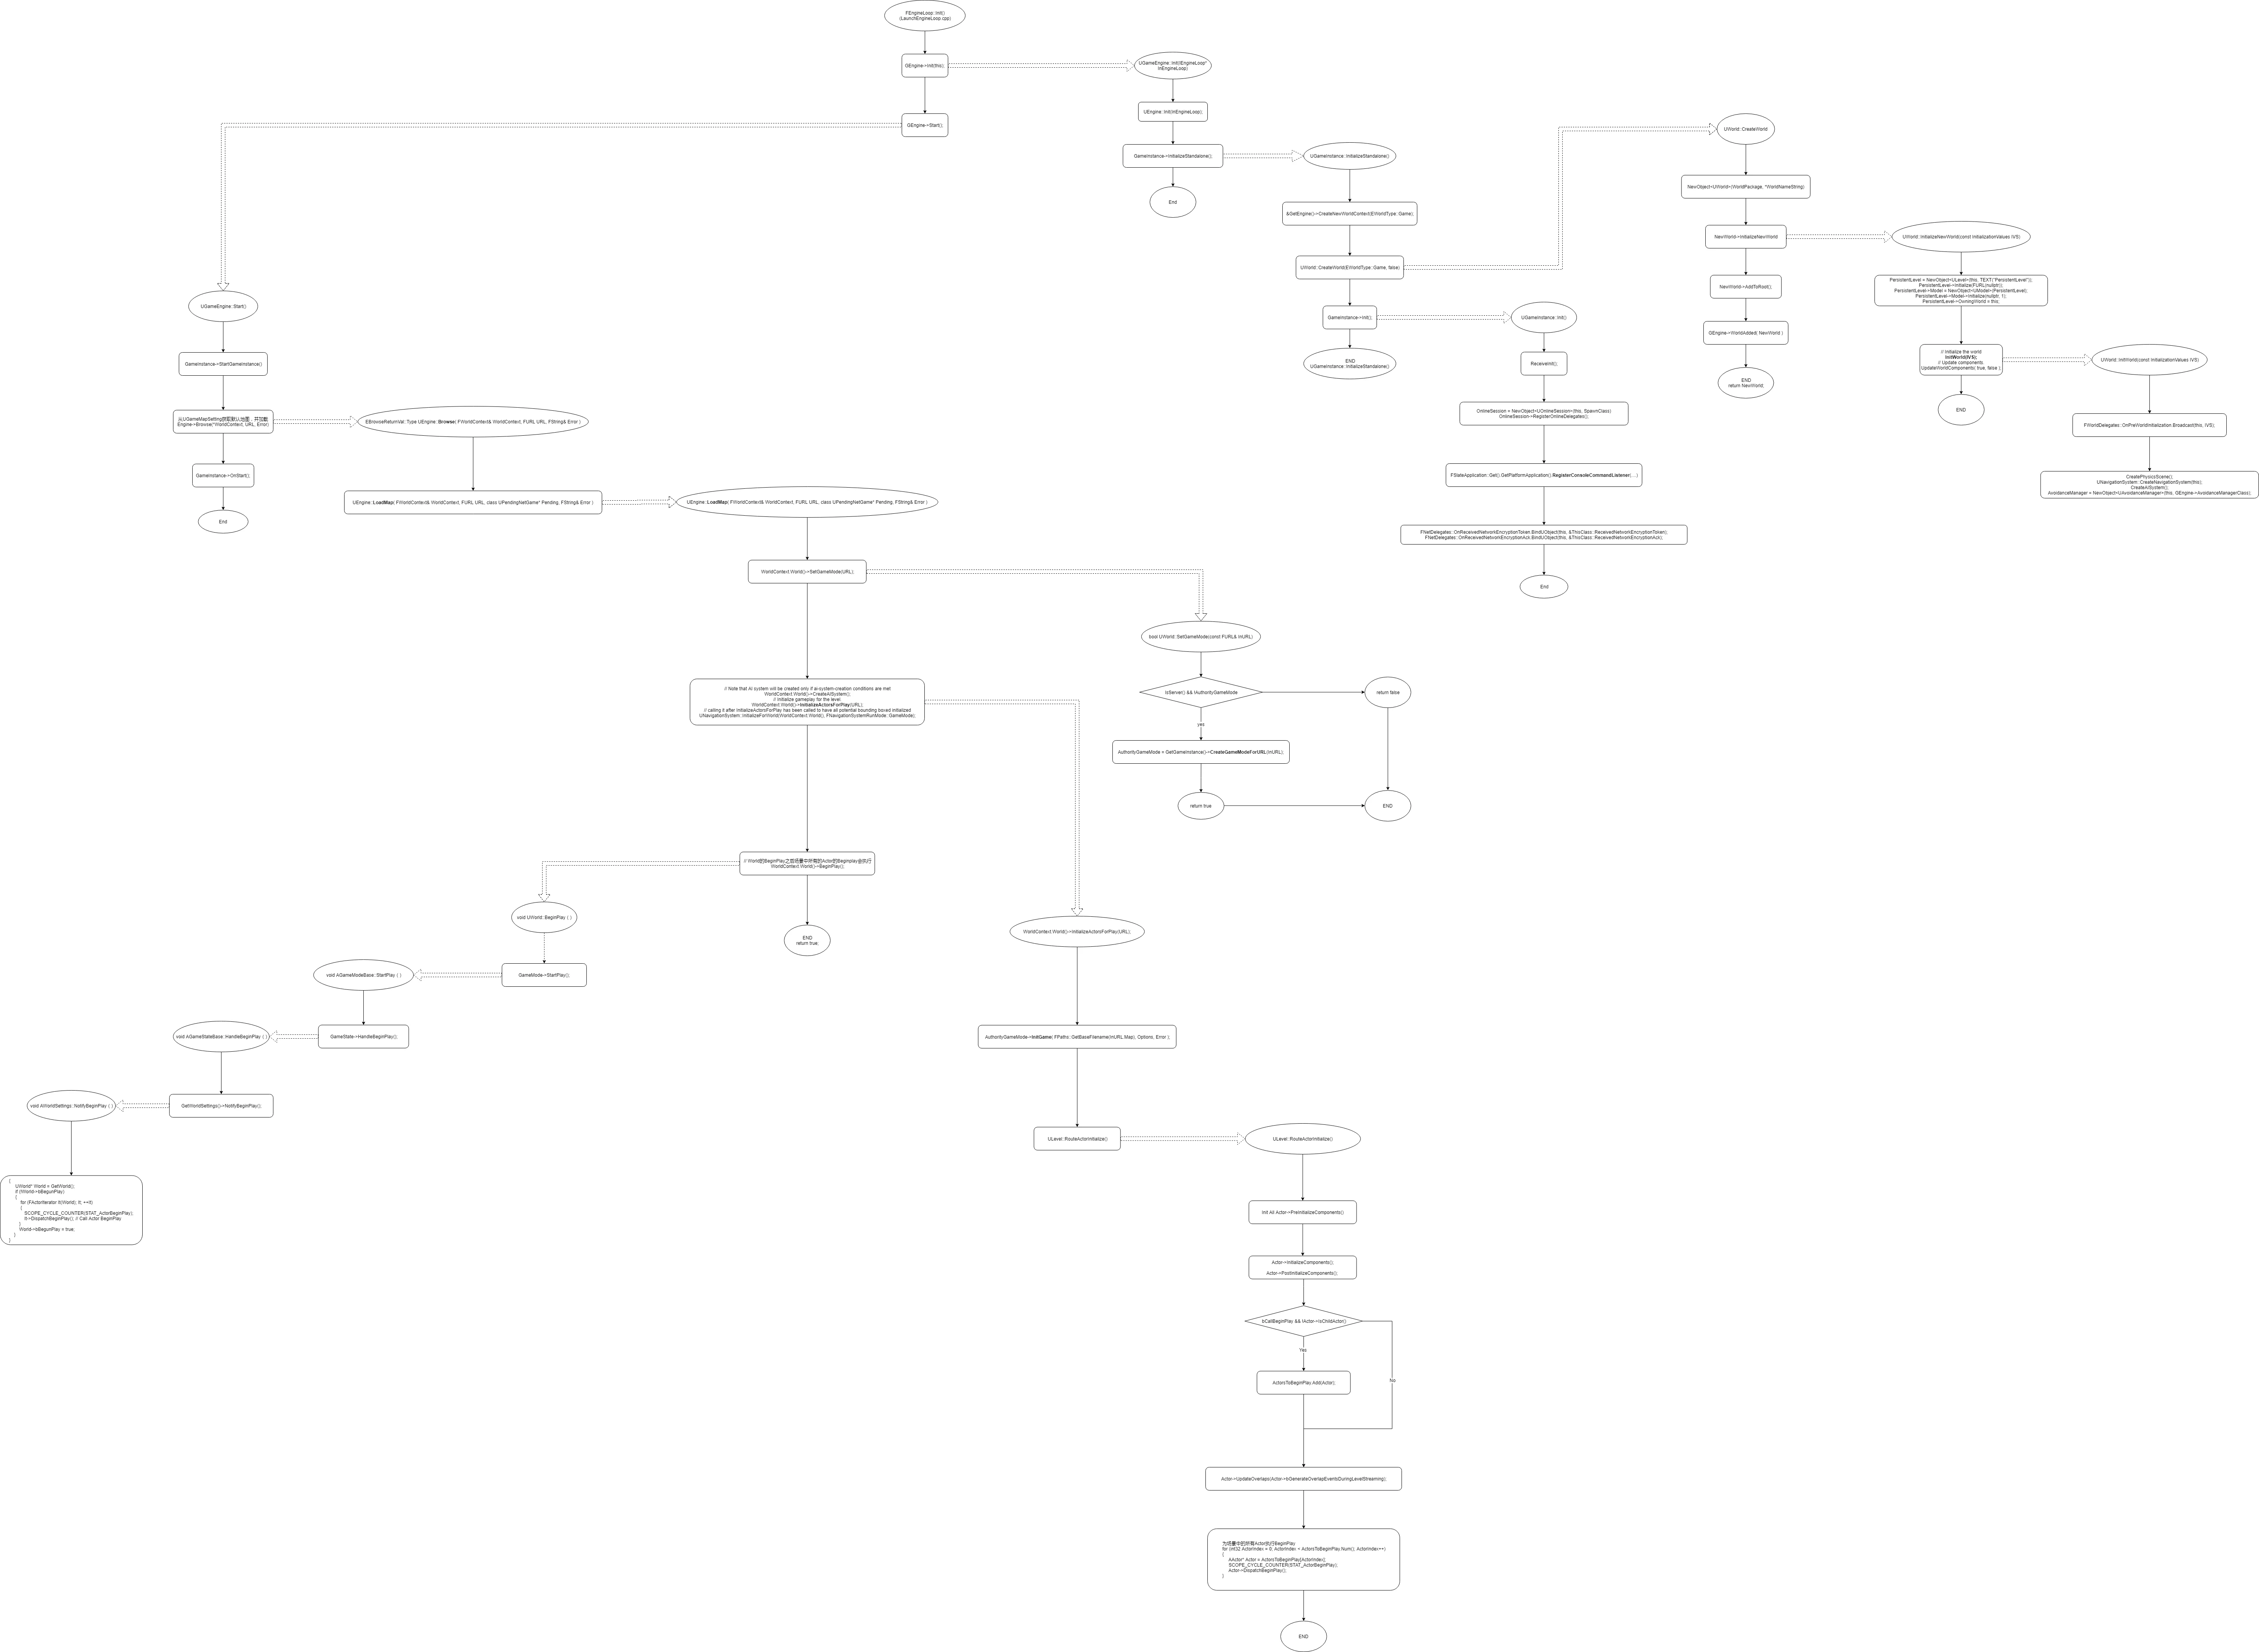 FEngineLoop::Init()
(LaunchEngineLoop.cpp)
GEngine->Init(this);
GEngine->Start();
UGameEngine::Init(IEngineLoop*
InEngineLoop)
UEngine::Init(InEngineLoop);
GameInstance->InitializeStandalone();
End
UGameInstance::InitializeStandalone()
&GetEngine()->CreateNewWorldContext(EWorldType::Game);
UWorld::CreateWorld(EWorldType::Game, false)
GameInstance->Init();
END
UGameInstance::InitializeStandalone()
UWorld::CreateWorld
NewObject<UWorld>(WorldPackage, *WorldNameString)
NewWorld->InitializeNewWorld
NewWorld->AddToRoot();
GEngine->WorldAdded( NewWorld )
END
return NewWorld;
UWorld::InitializeNewWorld(const InitializationValues IVS)
PersistentLevel = NewObject<ULevel>(this, TEXT("PersistentLevel"));
PersistentLevel->Initialize(FURL(nullptr));
PersistentLevel->Model = NewObject<UModel>(PersistentLevel);
PersistentLevel->Model->Initialize(nullptr, 1);
PersistentLevel->OwningWorld = this;
// Initialize the world
InitWorld(IVS);
// Update components.
UpdateWorldComponents( true, false );
END
UWorld::InitWorld(const InitializationValues IVS)
FWorldDelegates::OnPreWorldInitialization.Broadcast(this, IVS);
CreatePhysicsScene();
UNavigationSystem::CreateNavigationSystem(this);
CreateAISystem();
AvoidanceManager = NewObject<UAvoidanceManager>(this, GEngine->AvoidanceManagerClass);
UGameInstance::Init()
ReceiveInit();
OnlineSession = NewObject<UOnlineSession>(this, SpawnClass)
OnlineSession->RegisterOnlineDelegates();
FSlateApplication::Get().GetPlatformApplication().RegisterConsoleCommandListener(....)
FNetDelegates::OnReceivedNetworkEncryptionToken.BindUObject(this, &ThisClass::ReceivedNetworkEncryptionToken);
FNetDelegates::OnReceivedNetworkEncryptionAck.BindUObject(this, &ThisClass::ReceivedNetworkEncryptionAck);
End
UGameEngine::Start()
GameInstance->StartGameInstance()
从UGameMapSetting获取默认地图，并加载
Engine->Browse(*WorldContext, URL, Error)
GameInstance->OnStart();
End
EBrowseReturnVal::Type UEngine::Browse( FWorldContext& WorldContext, FURL URL, FString& Error )
UEngine::LoadMap( FWorldContext& WorldContext, FURL URL, class UPendingNetGame* Pending, FString& Error )
UEngine::LoadMap( FWorldContext& WorldContext, FURL URL, class UPendingNetGame* Pending, FString& Error )
WorldContext.World()->SetGameMode(URL);
bool UWorld::SetGameMode(const FURL& InURL)
IsServer() && !AuthorityGameMode
return false
yes
AuthorityGameMode = GetGameInstance()->CreateGameModeForURL(InURL);
return true
END
// Note that AI system will be created only if ai-system-creation conditions are met
WorldContext.World()->CreateAISystem();
// Initialize gameplay for the level.
WorldContext.World()->InitializeActorsForPlay(URL);
// calling it after InitializeActorsForPlay has been called to have all potential bounding boxed initialized
UNavigationSystem::InitializeForWorld(WorldContext.World(), FNavigationSystemRunMode::GameMode);
// World的BeginPlay之后场景中所有的Actor的Beginplay会执行
WorldContext.World()->BeginPlay();
END
return true;
void UWorld::BeginPlay ( )
GameMode->StartPlay();
void AGameModeBase::StartPlay ( )
GameState->HandleBeginPlay();
void AGameStateBase::HandleBeginPlay ( )
GetWorldSettings()->NotifyBeginPlay();
void AWorldSettings::NotifyBeginPlay ( )
{
UWorld* World = GetWorld();
if (!World->bBegunPlay)
{
for (FActorIterator It(World); It; ++It)
{
SCOPE_CYCLE_COUNTER(STAT_ActorBeginPlay);
It->DispatchBeginPlay(); // Call Actor BeginPlay
}
World->bBegunPlay = true;
}
}
WorldContext.World()->InitializeActorsForPlay(URL);
AuthorityGameMode->InitGame( FPaths::GetBaseFilename(InURL.Map), Options, Error );
ULevel::RouteActorInitialize()
ULevel::RouteActorInitialize()
Init All Actor->PreInitializeComponents()
Actor->InitializeComponents();
Actor->PostInitializeComponents();
bCallBeginPlay && !Actor->IsChildActor()
Yes
No
ActorsToBeginPlay.Add(Actor);
Actor->UpdateOverlaps(Actor->bGenerateOverlapEventsDuringLevelStreaming);
为场景中的所有Actor执行BeginPlay
for (int32 ActorIndex = 0; ActorIndex < ActorsToBeginPlay.Num(); ActorIndex++)
{
AActor* Actor = ActorsToBeginPlay[ActorIndex];
SCOPE_CYCLE_COUNTER(STAT_ActorBeginPlay);
Actor->DispatchBeginPlay();
}
END